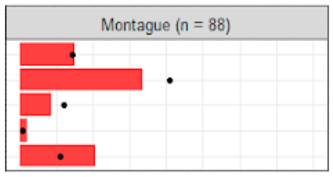 Montague (n = 88)